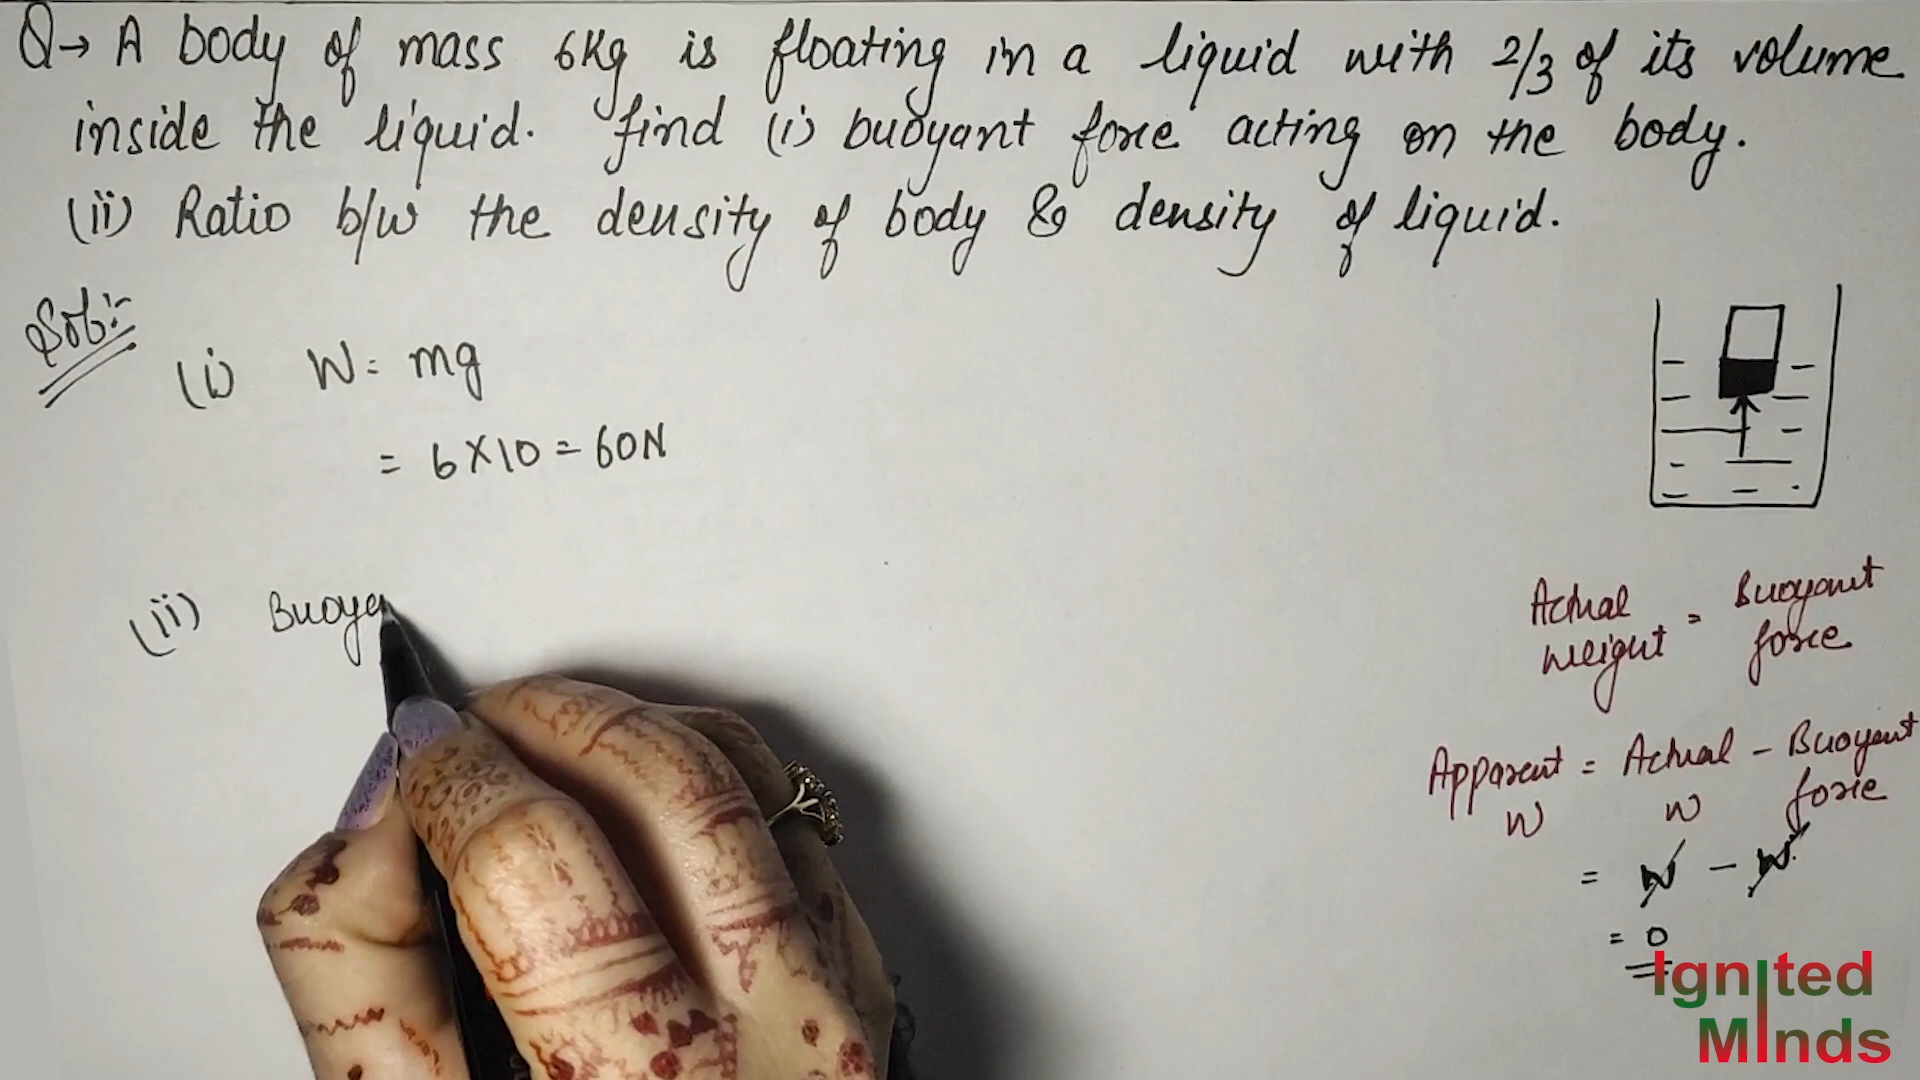 Q→ A body of mass 6Kg is floating in a liquid with 2/3 of its volume
inside the liquid. find (i) buoyant force acting on the body.
(ii) Ratio b/w the density of body & density of liquid.
Sol:-
(i) W = mg
= 6×10 = 60N
(ii) Buoya
Actual weight = Buoyant force
Apparent W = Actual W - Buoyant force
= W - W
= 0
Ignited
Minds